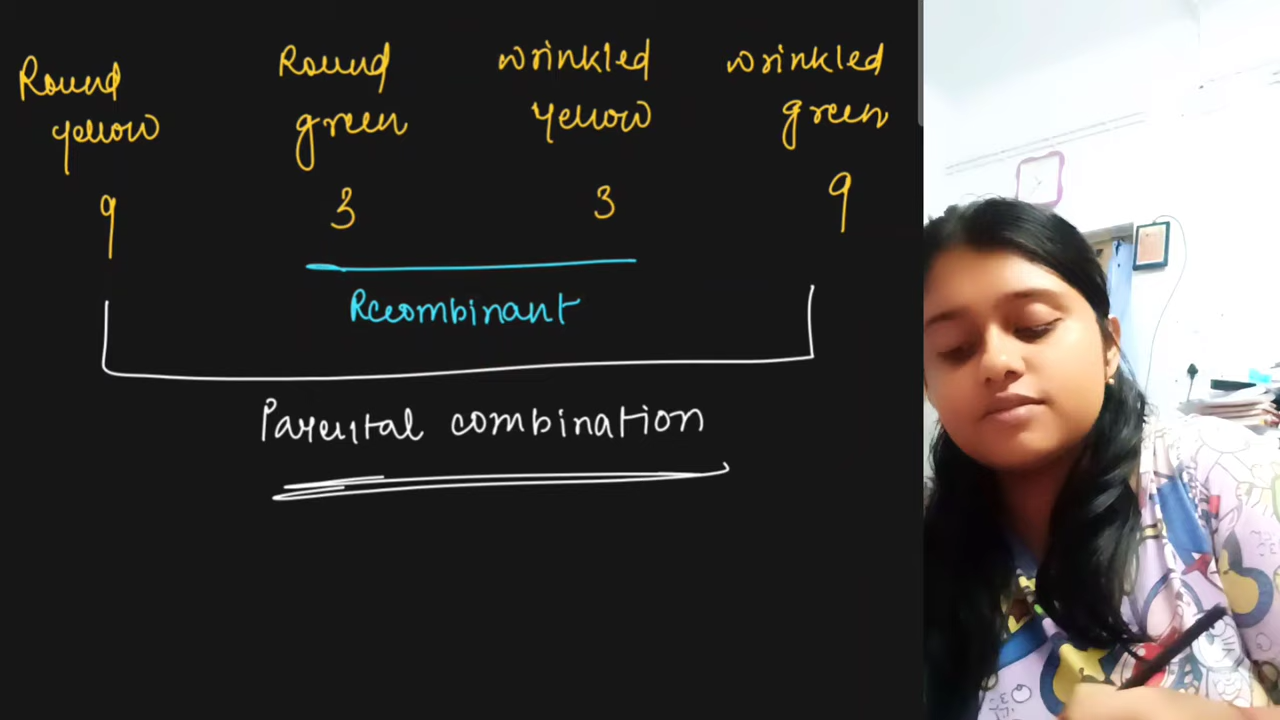 Round Round wrinkled wrinkled
yellow green yellow green
9 3 3 9
Recombinant
Parental combination